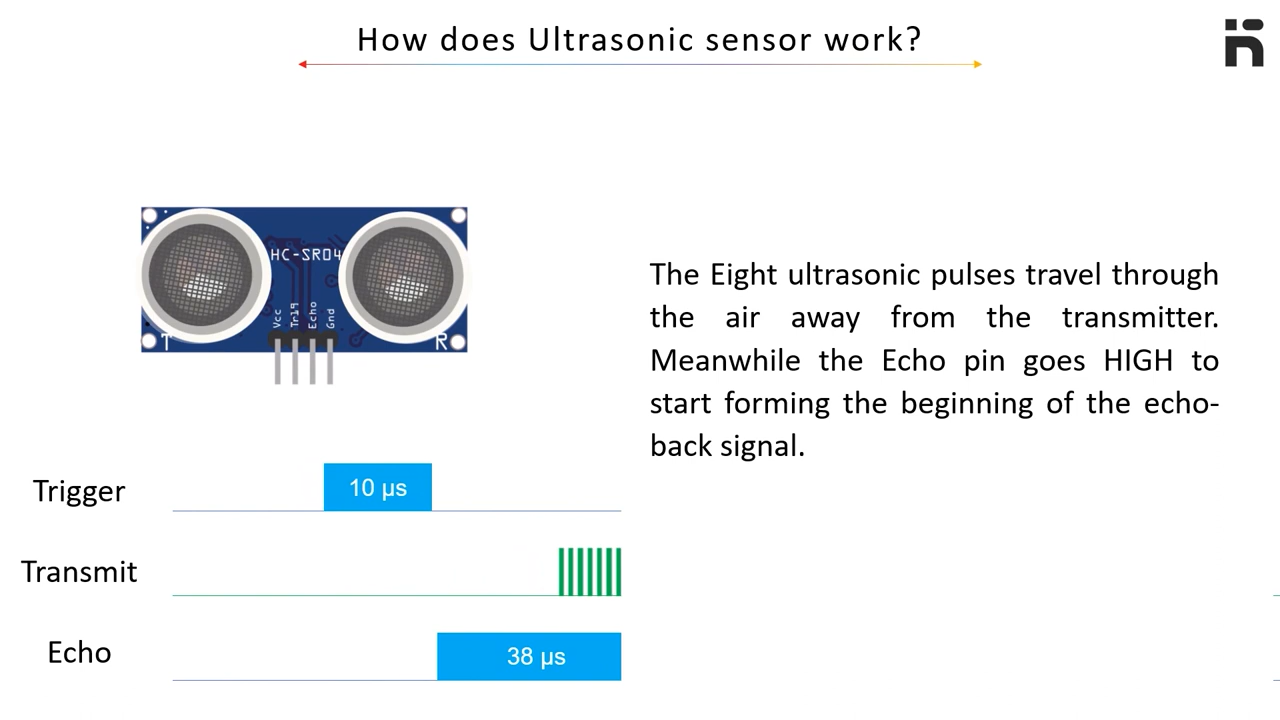 How does Ultrasonic sensor work?
HC-SR04
Vcc
Trig
Echo
Gnd
T
R
The Eight ultrasonic pulses travel through
the air away from the transmitter.
Meanwhile the Echo pin goes HIGH to
start forming the beginning of the echo-
back signal.
Trigger
10 µs
Transmit
Echo
38 µs